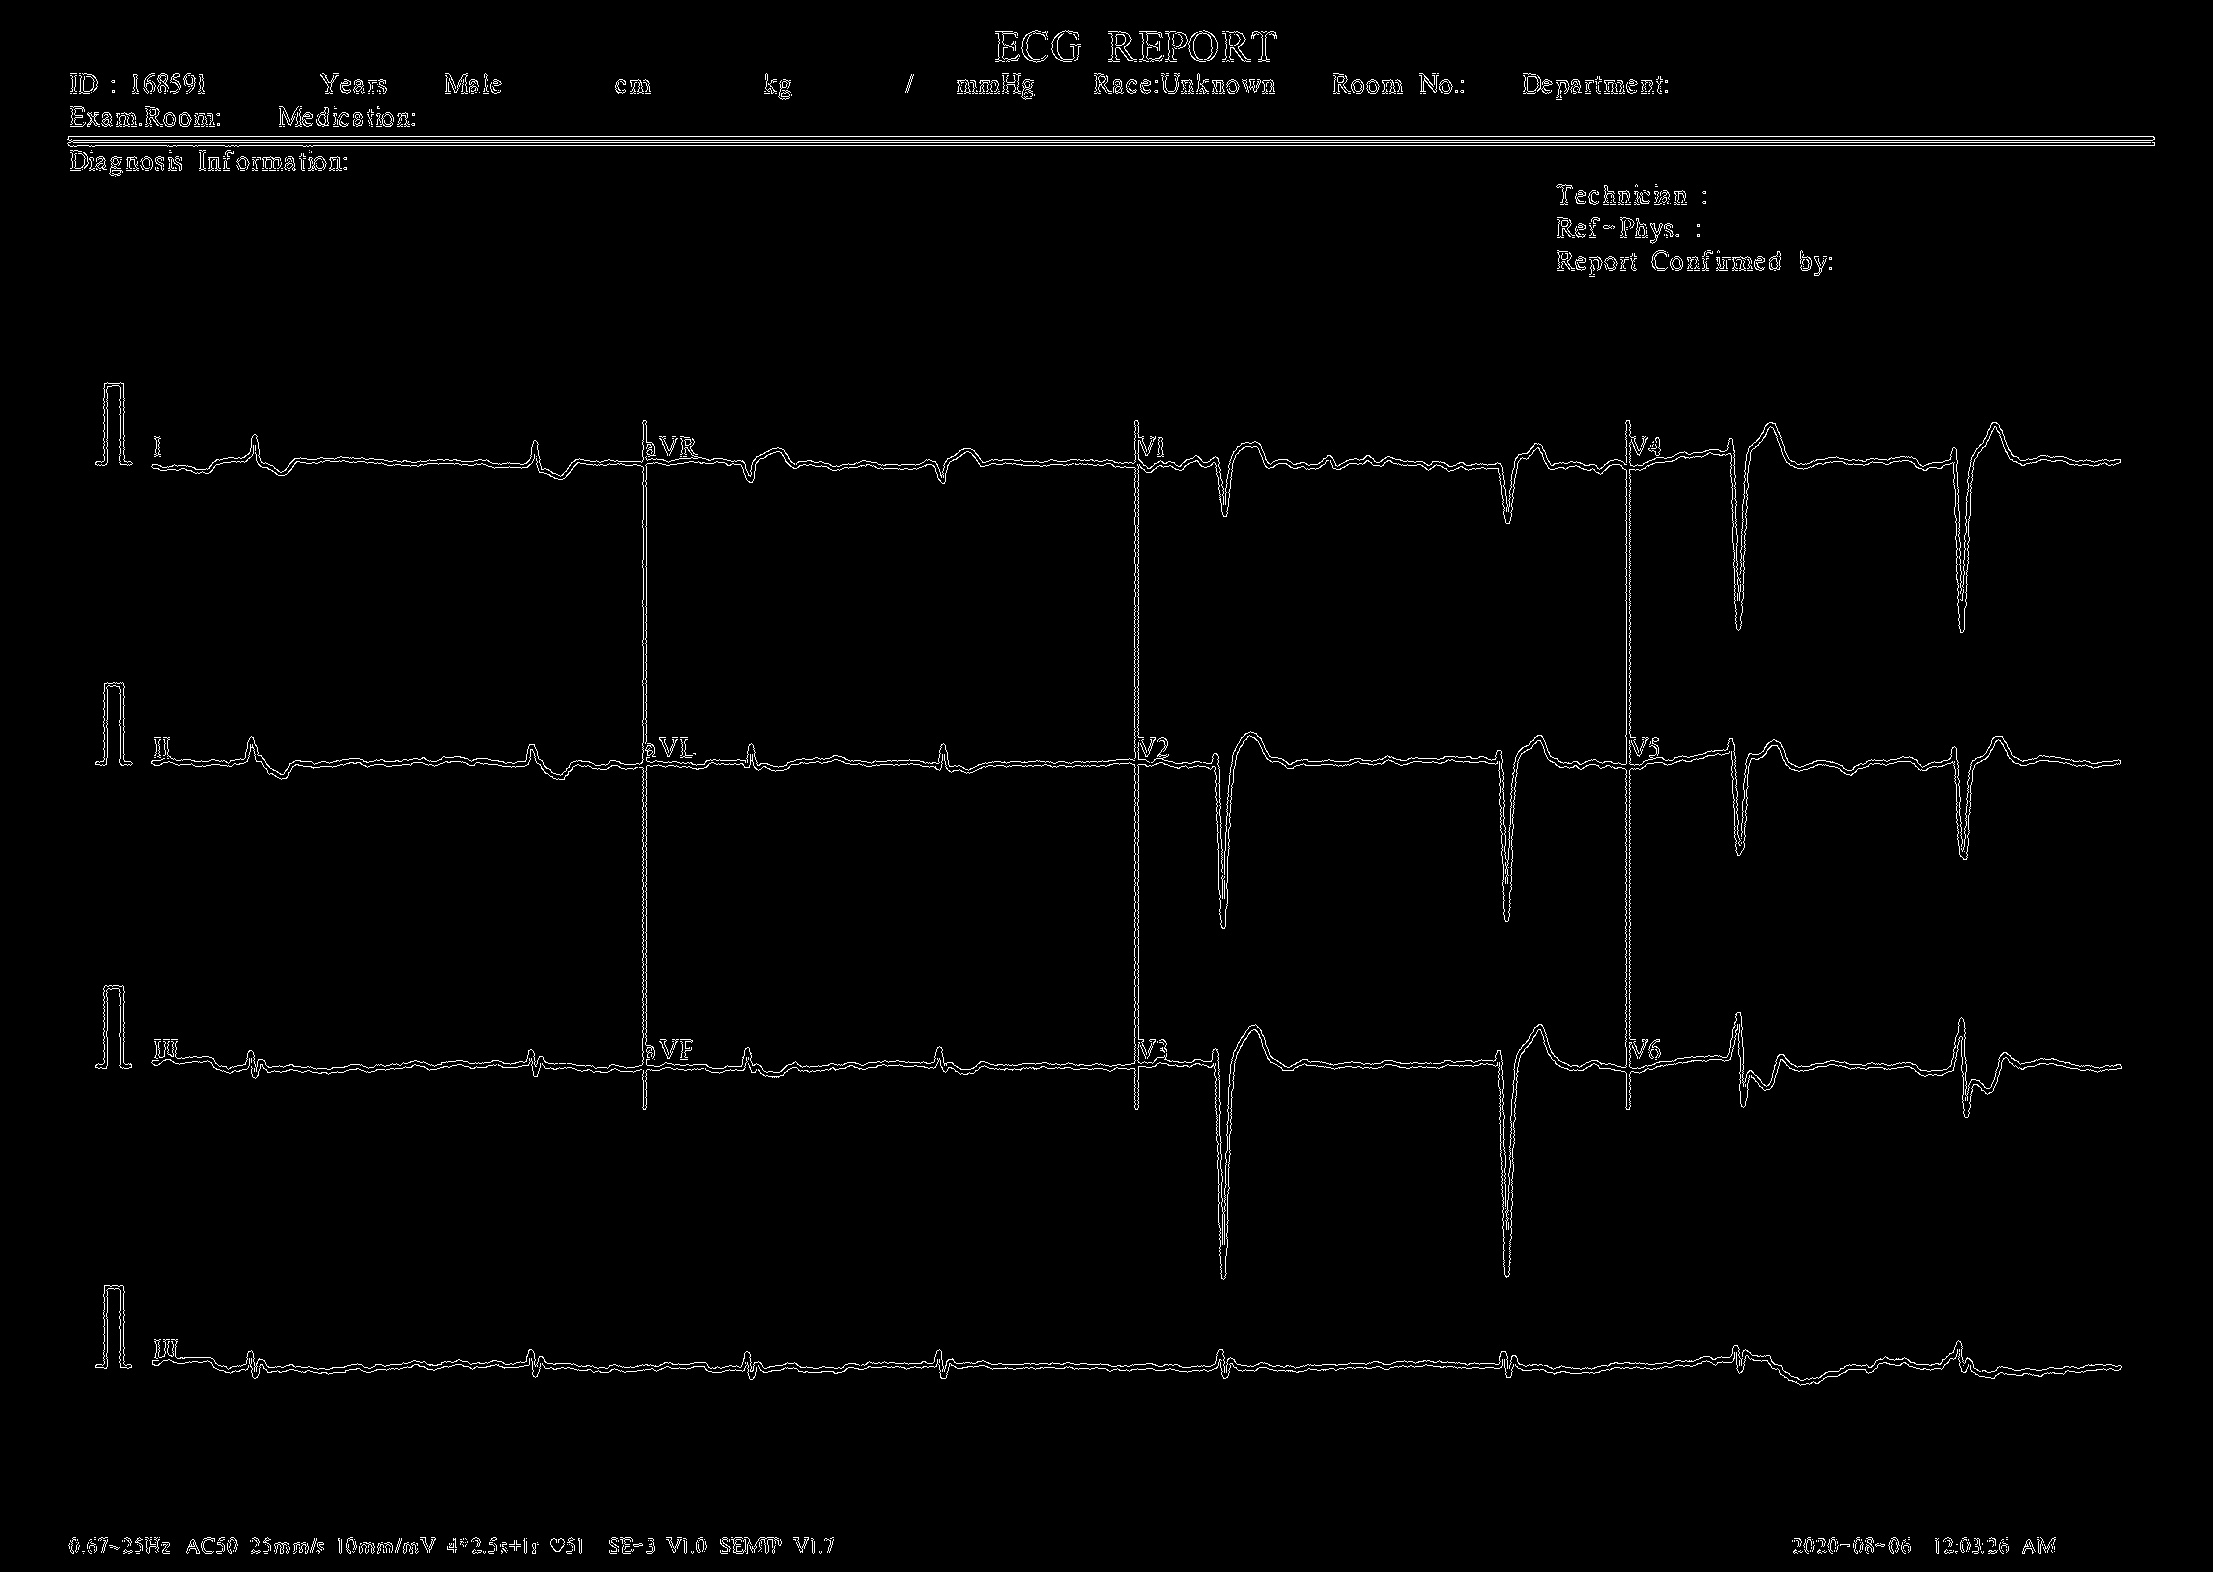 ECG REPORT
ID : 168591 Years Male cm kg / mmHg Race:Unknown Room No.: Department:
Exam.Room: Medication:
Diagnosis Information:
Technician :
Ref-Phys. :
Report Confirmed by:
I aVR V1 V4
II aVL V2 V5
III aVF V3 V6
III
0.67~25Hz AC50 25mm/s 10mm/mV 4*2.5s+1r ♡51 SE-3 V1.0 SEMIP V1.7 2020-08-06 12:03:26 AM